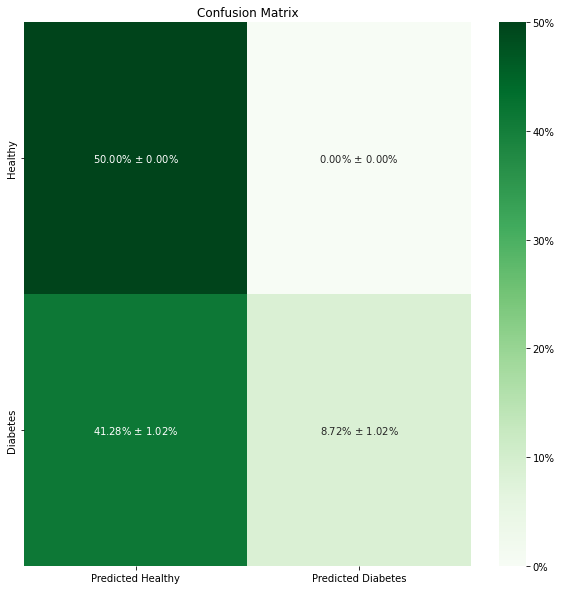 Confusion Matrix
Healthy
50.00% ± 0.00%
0.00% ± 0.00%
Diabetes
41.28% ± 1.02%
8.72% ± 1.02%
Predicted Healthy
Predicted Diabetes
50%
40%
30%
20%
10%
0%